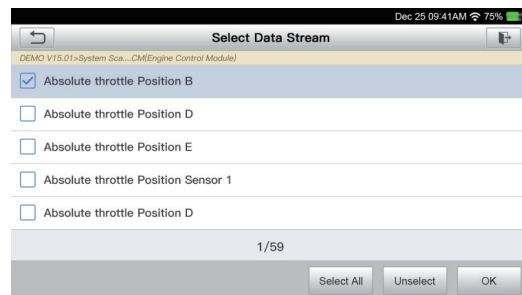 Dec 25 09:41AM 75%
Select Data Stream
DEMO V15.01>System Sca....CM(Engine Control Module)
Absolute throttle Position B
Absolute throttle Position D
Absolute throttle Position E
Absolute throttle Position Sensor 1
Absolute throttle Position D
1/59
Select All Unselect OK